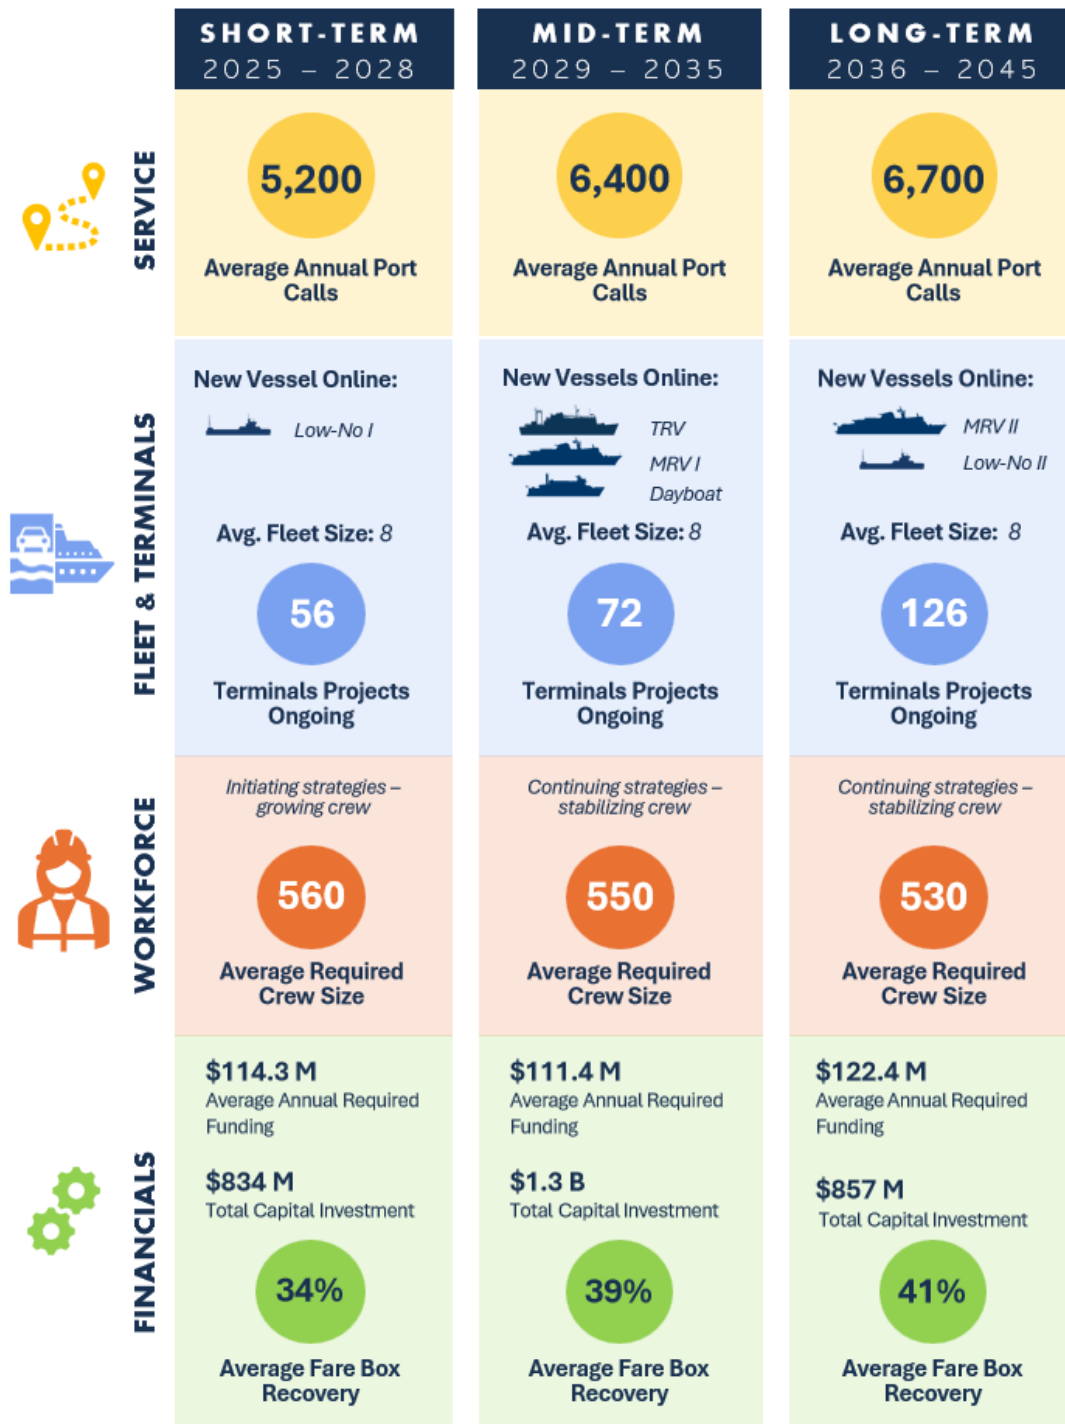 SHORT-TERM
2025 – 2028
MID-TERM
2029 – 2035
LONG-TERM
2036 – 2045
SERVICE
5,200
Average Annual Port
Calls
6,400
Average Annual Port
Calls
6,700
Average Annual Port
Calls
FLEET & TERMINALS
New Vessel Online:
Low-No I
Avg. Fleet Size: 8
56
Terminals Projects
Ongoing
New Vessels Online:
TRV
MRV I
Dayboat
Avg. Fleet Size: 8
72
Terminals Projects
Ongoing
New Vessels Online:
MRV II
Low-No II
Avg. Fleet Size: 8
126
Terminals Projects
Ongoing
WORKFORCE
Initiating strategies –
growing crew
560
Average Required
Crew Size
Continuing strategies –
stabilizing crew
550
Average Required
Crew Size
Continuing strategies –
stabilizing crew
530
Average Required
Crew Size
FINANCIALS
$114.3 M
Average Annual Required
Funding
$834 M
Total Capital Investment
34%
Average Fare Box
Recovery
$111.4 M
Average Annual Required
Funding
$1.3 B
Total Capital Investment
39%
Average Fare Box
Recovery
$122.4 M
Average Annual Required
Funding
$857 M
Total Capital Investment
41%
Average Fare Box
Recovery